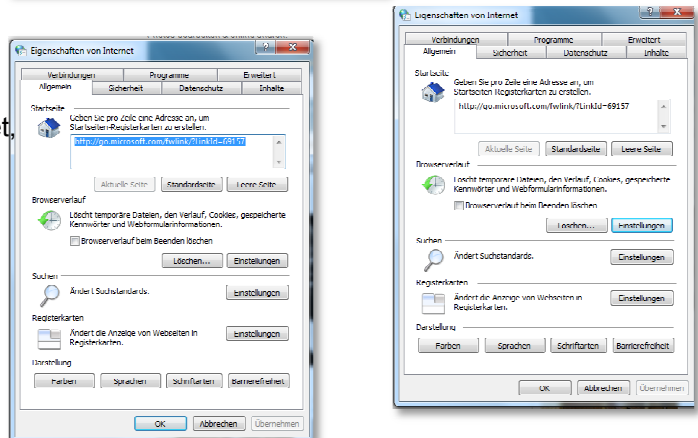 Eigenschaften von Internet
Verbindungen Programme Erweitert
Allgemein Sicherheit Datenschutz Inhalte
Startseite
Geben Sie pro Zeile eine Adresse an, um
Startseiten-Registerkarten zu erstellen.
http://go.microsoft.com/fwlink/?LinkId=69157
Aktuelle Seite Standardseite Leere Seite
Browserverlauf
Löscht temporäre Dateien, den Verlauf, Cookies, gespeicherte
Kennwörter und Webformularinformationen.
Browserverlauf beim Beenden löschen
Löschen... Einstellungen
Suchen
Ändert Suchstandards.
Einstellungen
Registerkarten
Ändert die Anzeige von Webseiten in
Registerkarten.
Einstellungen
Darstellung
Farben Sprachen Schriftarten Barrierefreiheit
OK Abbrechen Übernehmen
Eigenschaften von Internet
Verbindungen Programme Erweitert
Allgemein Sicherheit Datenschutz Inhalte
Startseite
Geben Sie pro Zeile eine Adresse an, um
Startseiten-Registerkarten zu erstellen.
http://go.microsoft.com/fwlink/?LinkId=69157
Aktuelle Seite Standardseite Leere Seite
Browserverlauf
Löscht temporäre Dateien, den Verlauf, Cookies, gespeicherte
Kennwörter und Webformularinformationen.
Browserverlauf beim Beenden löschen
Löschen... Einstellungen
Suchen
Ändert Suchstandards.
Einstellungen
Registerkarten
Ändert die Anzeige von Webseiten in
Registerkarten.
Einstellungen
Darstellung
Farben Sprachen Schriftarten Barrierefreiheit
OK Abbrechen Übernehmen